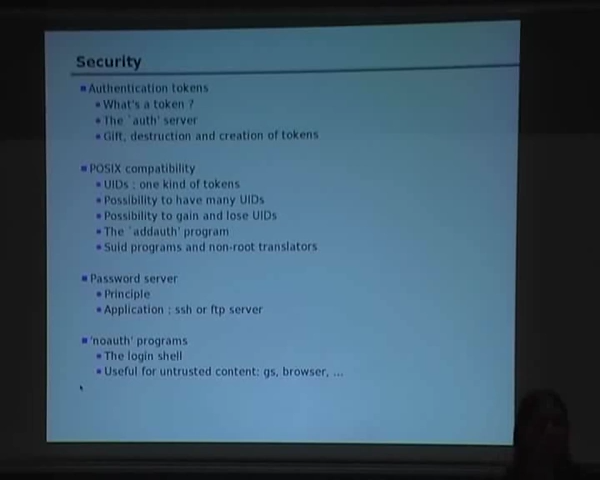 Security
Authentication tokens
What's a token ?
The `auth' server
Gift, destruction and creation of tokens
POSIX compatibility
UIDs : one kind of tokens
Possibility to have many UIDs
Possibility to gain and lose UIDs
The `addauth' program
Suid programs and non-root translators
Password server
Principle
Application : ssh or ftp server
'noauth' programs
The login shell
Useful for untrusted content: gs, browser, ...